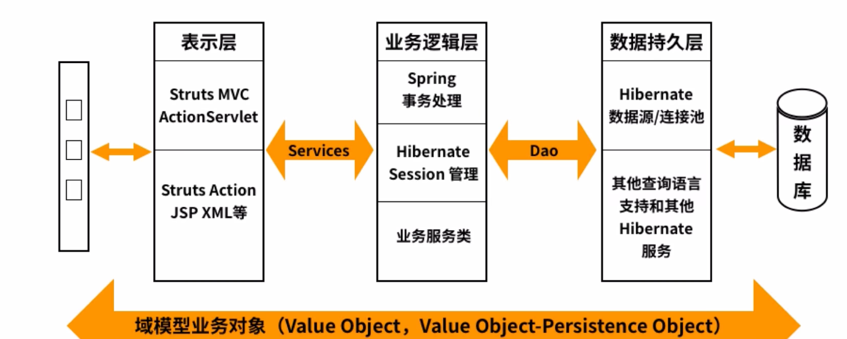 表示层
Struts MVC
ActionServlet
Struts Action
JSP XML等
Services
业务逻辑层
Spring
事务处理
Hibernate
Session 管理
业务服务类
Dao
数据持久层
Hibernate
数据源/连接池
其他查询语言
支持和其他
Hibernate
服务
数
据
库
域模型业务对象（Value Object，Value Object-Persistence Object）